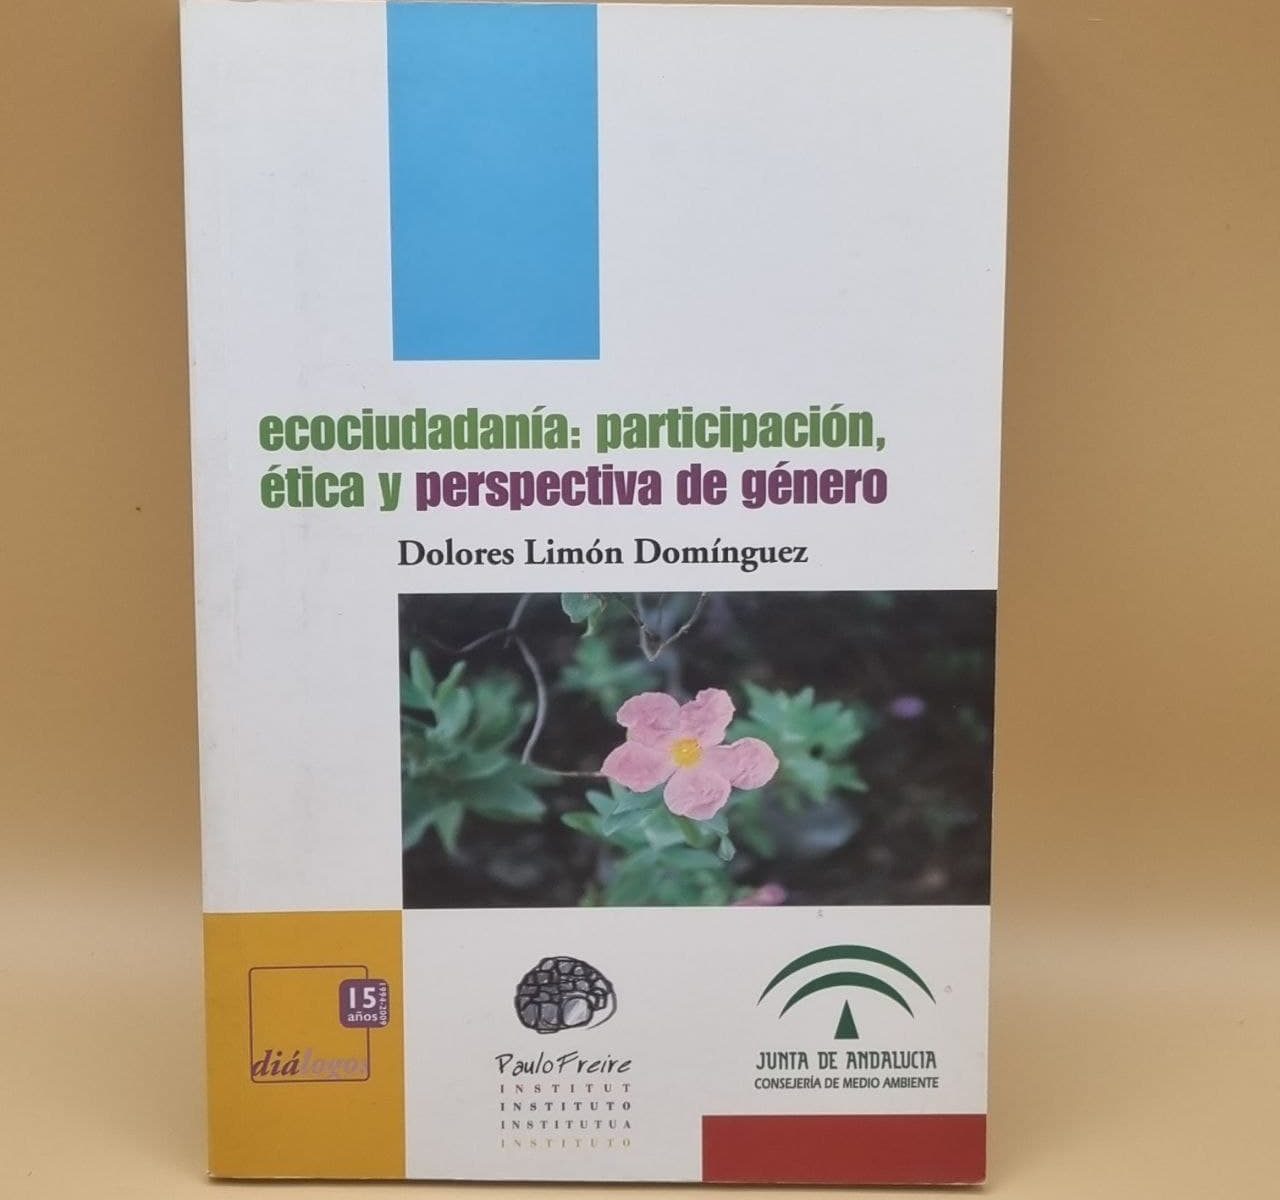 ecociudadanía: participación,
ética y perspectiva de género
Dolores Limón Domínguez
15
años
1994-2009
diálogos
Paulo Freire
INSTITUT
INSTITUTO
INSTITUTUA
INSTITUTO
JUNTA DE ANDALUCIA
CONSEJERÍA DE MEDIO AMBIENTE